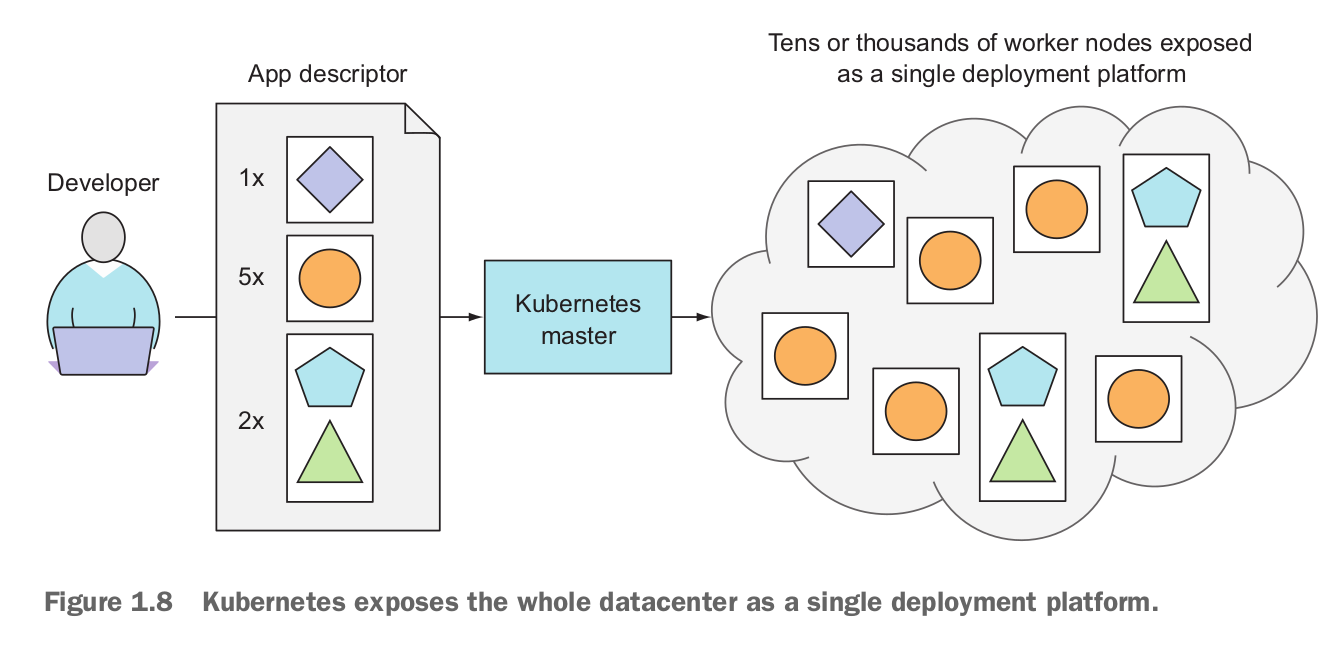 Tens or thousands of worker nodes exposed
as a single deployment platform
App descriptor
Developer
1x
5x
2x
Kubernetes
master
Figure 1.8 Kubernetes exposes the whole datacenter as a single deployment platform.